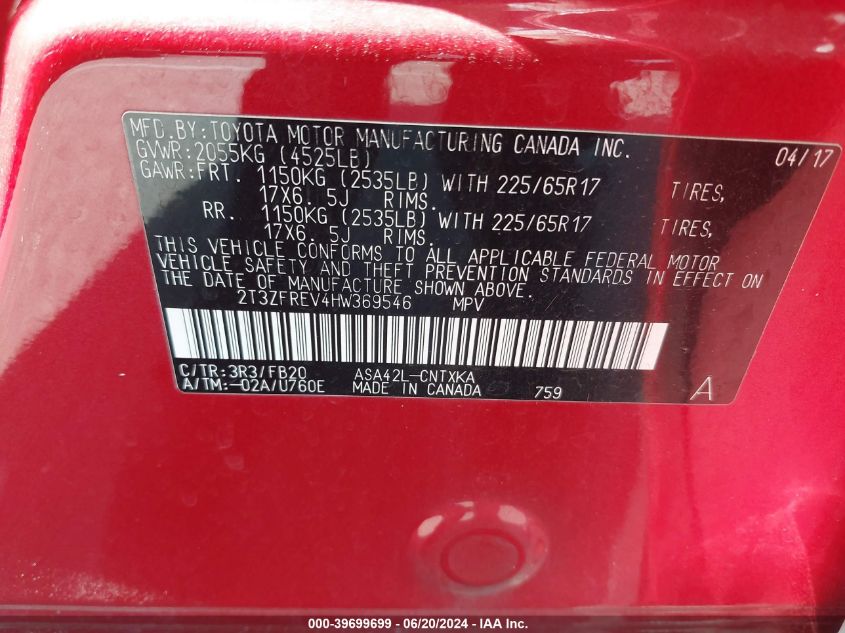 MFD.BY:TOYOTA MOTOR MANUFACTURING CANADA INC. 04/17
GVWR:2055KG (4525LB)
GAWR:FRT. 1150KG (2535LB) WITH 225/65R17 TIRES,
17X6. 5J RIMS.
RR. 1150KG (2535LB) WITH 225/65R17 TIRES,
17X6. 5J RIMS.
THIS VEHICLE CONFORMS TO ALL APPLICABLE FEDERAL MOTOR
VEHICLE SAFETY AND THEFT PREVENTION STANDARDS IN EFFECT ON
THE DATE OF MANUFACTURE SHOWN ABOVE.
2T3ZFREV4HW369546 MPV
C/TR:3R3/FB20 ASA42L-CNTXKA
A/TM:-02A/U760E MADE IN CANADA 759 A
000-39699699 | 06/20/2024 - IAA Inc.